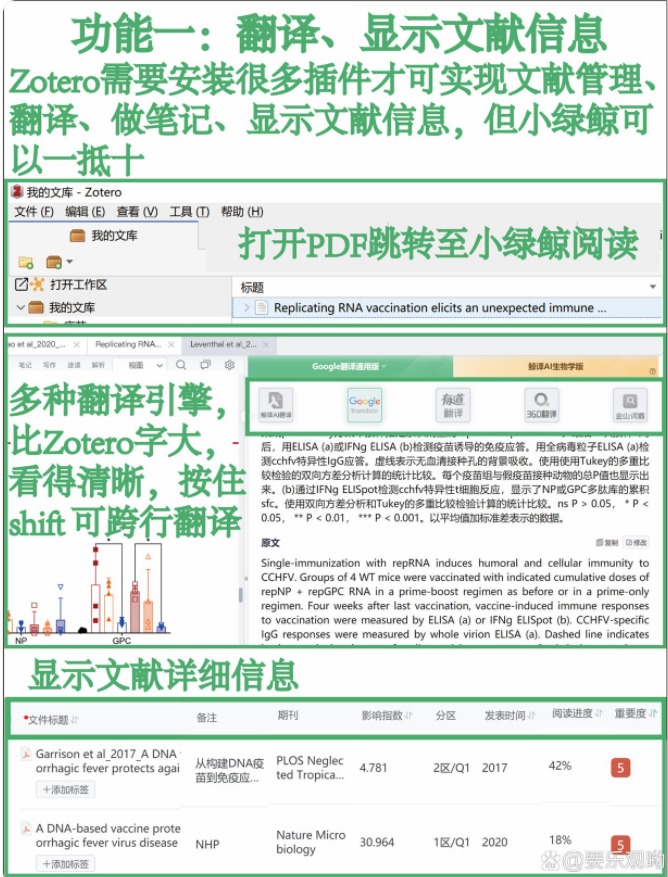 功能一：翻译、显示文献信息
Zotero需要安装很多插件才可实现文献管理、
翻译、做笔记、显示文献信息，但小绿鲸可
以一抵十
我的文库 - Zotero
文件 (F) 编辑 (E) 查看 (V) 工具 (T) 帮助 (H)
我的文库
打开PDF跳转至小绿鲸阅读
打开工作区
标题
我的文库
Replicating RNA vaccination elicits an unexpected immune ...
ao et al_2020_... × Replicating RNA... × Leventhal et al_2... ×
笔记 写作 速读 解析 视图
Google翻译通用版 鲸译AI生物学版
多种翻译引擎，
比Zotero字大，
看得清晰，按住
shift 可跨行翻译
鲸译AI翻译
Google Translate
有道 翻译
360翻译
金山词霸
后，用ELISA (a)或IFNg ELISA (b)检测疫苗诱导的免疫应答。用全病毒粒子ELISA (a)检
测cchfv特异性IgG应答。虚线表示无血清接种孔的背景吸收。使用使用Tukey的多重比
较检验的双向方差分析计算的统计比较。每个疫苗组与假疫苗接种动物的总P值也显示出
来。(b)通过IFNg ELISpot检测cchfv特异性t细胞反应，显示了NP或GPC多肽库的累积
sfc。使用双向方差分析和Tukey的多重比较检验计算的统计比较。ns P > 0.05, * P <
0.05, ** P < 0.01, *** P < 0.001。以平均值加标准差表示的数据。
原文 复制 修改
Single-immunization with repRNA induces humoral and cellular immunity to
CCHFV. Groups of 4 WT mice were vaccinated with indicated cumulative doses of
repNP + repGPC RNA in a prime-boost regimen as before or in a prime-only
regimen. Four weeks after last vaccination, vaccine-induced immune responses
to vaccination were measured by ELISA (a) or IFNg ELISpot (b). CCHFV-specific
IgG responses were measured by whole virion ELISA (a). Dashed line indicates
NP GPC
显示文献详细信息
文件标题 备注 期刊 影响指数 分区 发表时间 阅读进度 重要度
Garrison et al_2017_A DNA
orrhagic fever protects agai
+添加标签
从构建DNA疫
苗到免疫应...
PLOS Neglec
ted Tropica...
4.781 2区/Q1 2017 42% 5
A DNA-based vaccine prote
orrhagic fever virus disease
+添加标签
NHP
Nature Micro
biology
30.964 1区/Q1 2020 18% 5